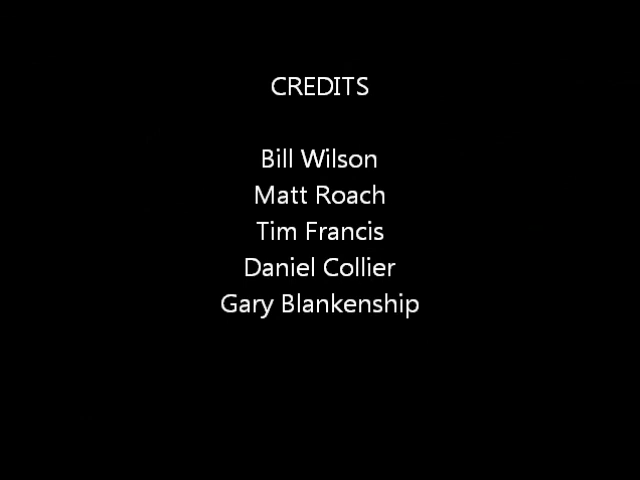 CREDITS
Bill Wilson
Matt Roach
Tim Francis
Daniel Collier
Gary Blankenship